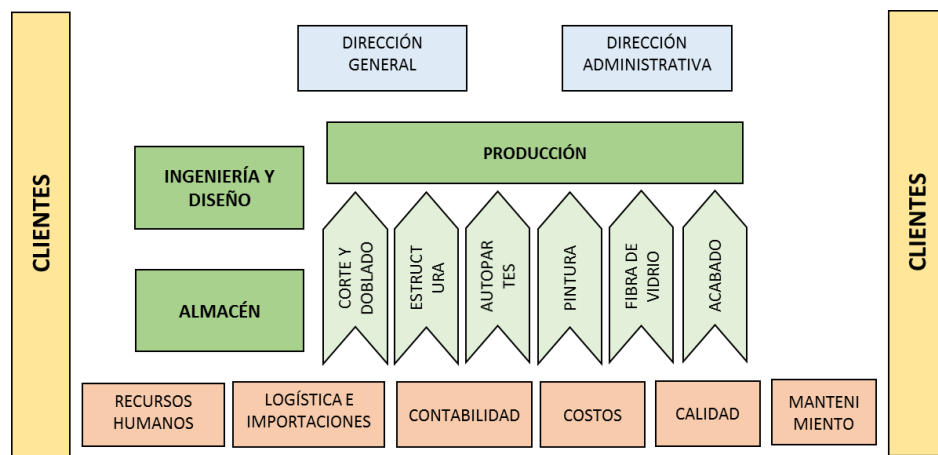 CLIENTES
DIRECCIÓN
GENERAL
DIRECCIÓN
ADMINISTRATIVA
PRODUCCIÓN
INGENIERÍA Y
DISEÑO
ALMACÉN
CORTE Y
DOBLADO
ESTRUCT
URA
AUTOPAR
TES
PINTURA
FIBRA DE
VIDRIO
ACABADO
RECURSOS
HUMANOS
LOGÍSTICA E
IMPORTACIONES
CONTABILIDAD
COSTOS
CALIDAD
MANTENI
MIENTO
CLIENTES